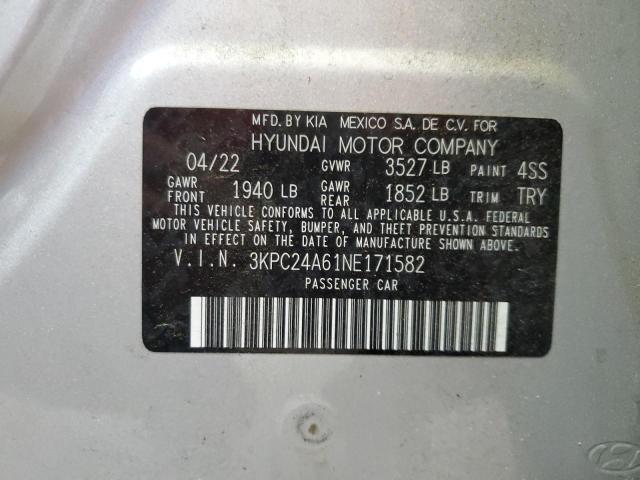 MFD. BY KIA MEXICO S.A. DE C.V. FOR
HYUNDAI MOTOR COMPANY
04/22 GVWR 3527 LB PAINT 4SS
GAWR FRONT 1940 LB GAWR REAR 1852 LB TRIM TRY
THIS VEHICLE CONFORMS TO ALL APPLICABLE U.S.A. FEDERAL
MOTOR VEHICLE SAFETY, BUMPER, AND THEFT PREVENTION STANDARDS
IN EFFECT ON THE DATE OF MANUFACTURE SHOWN ABOVE.
V.I.N. 3KPC24A61NE171582
PASSENGER CAR